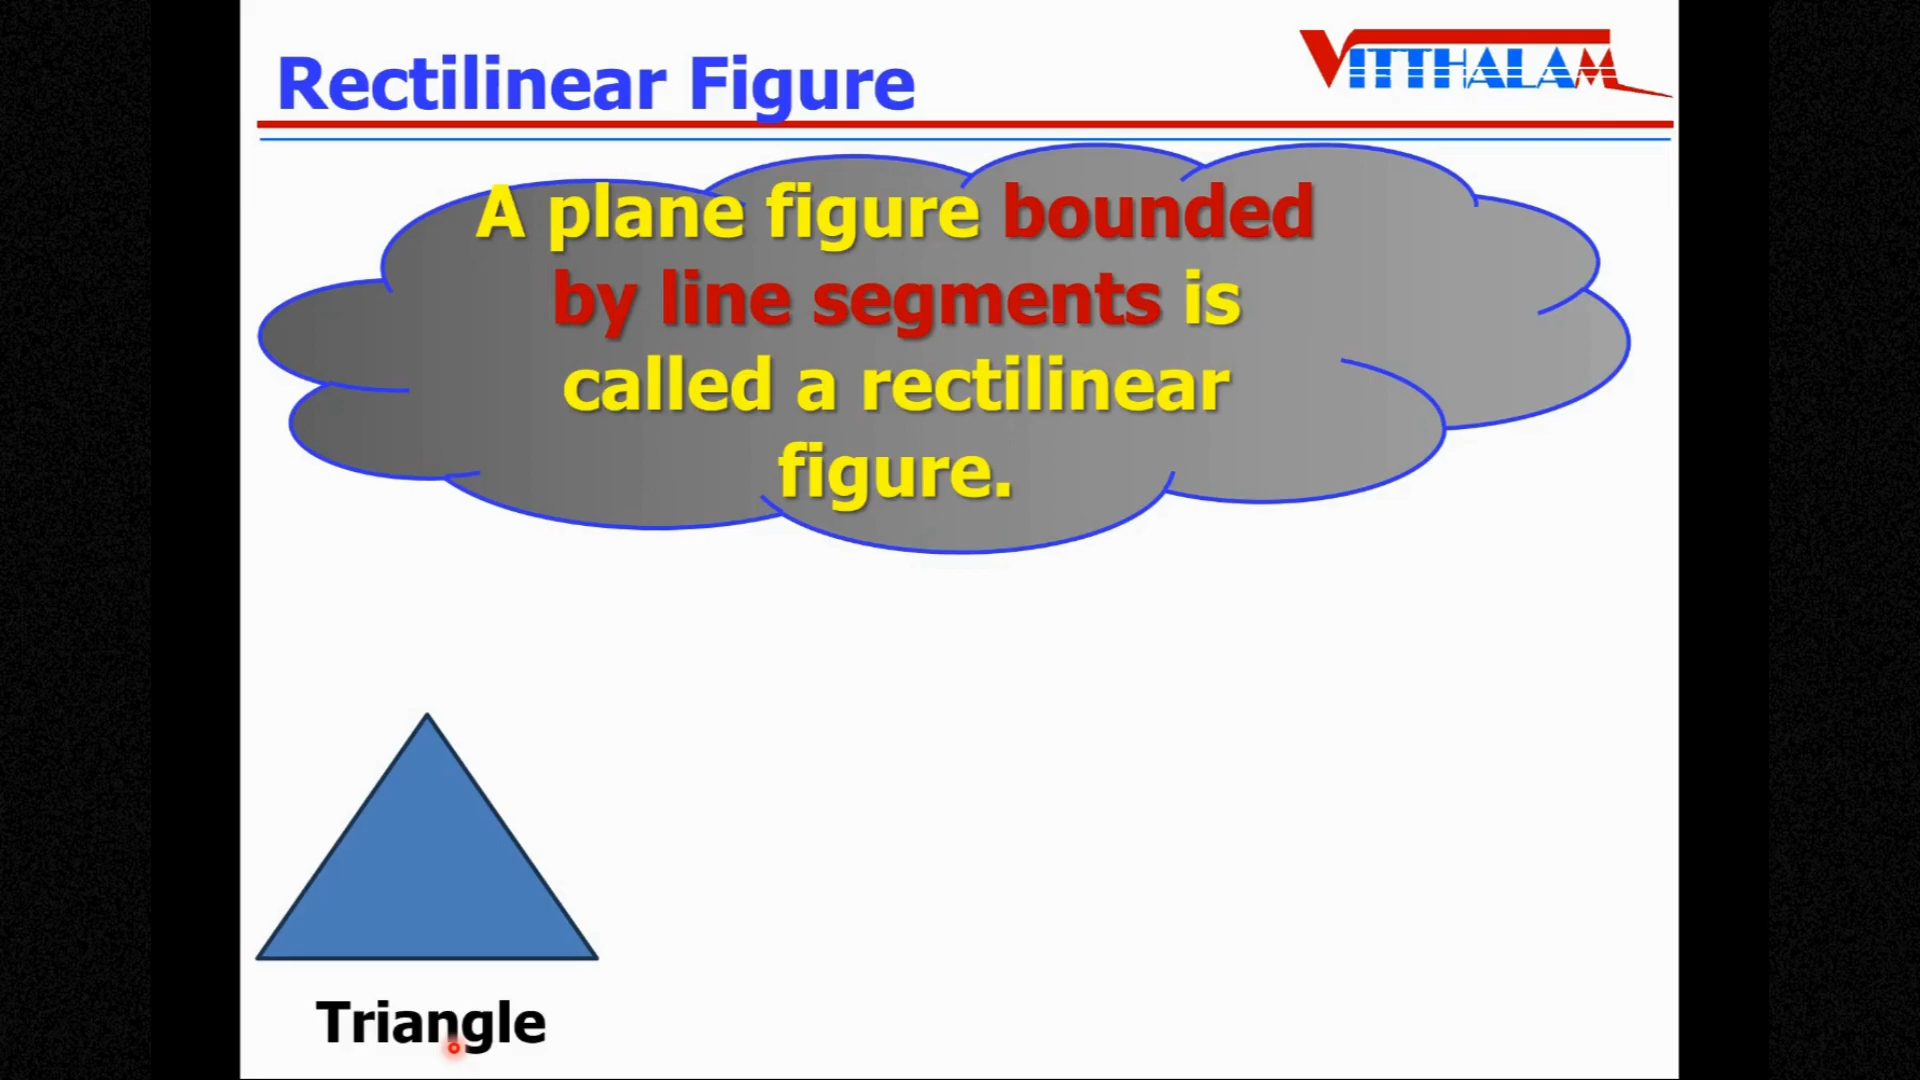 Rectilinear Figure
VITTHALAM
A plane figure bounded
by line segments is
called a rectilinear
figure.
Triangle